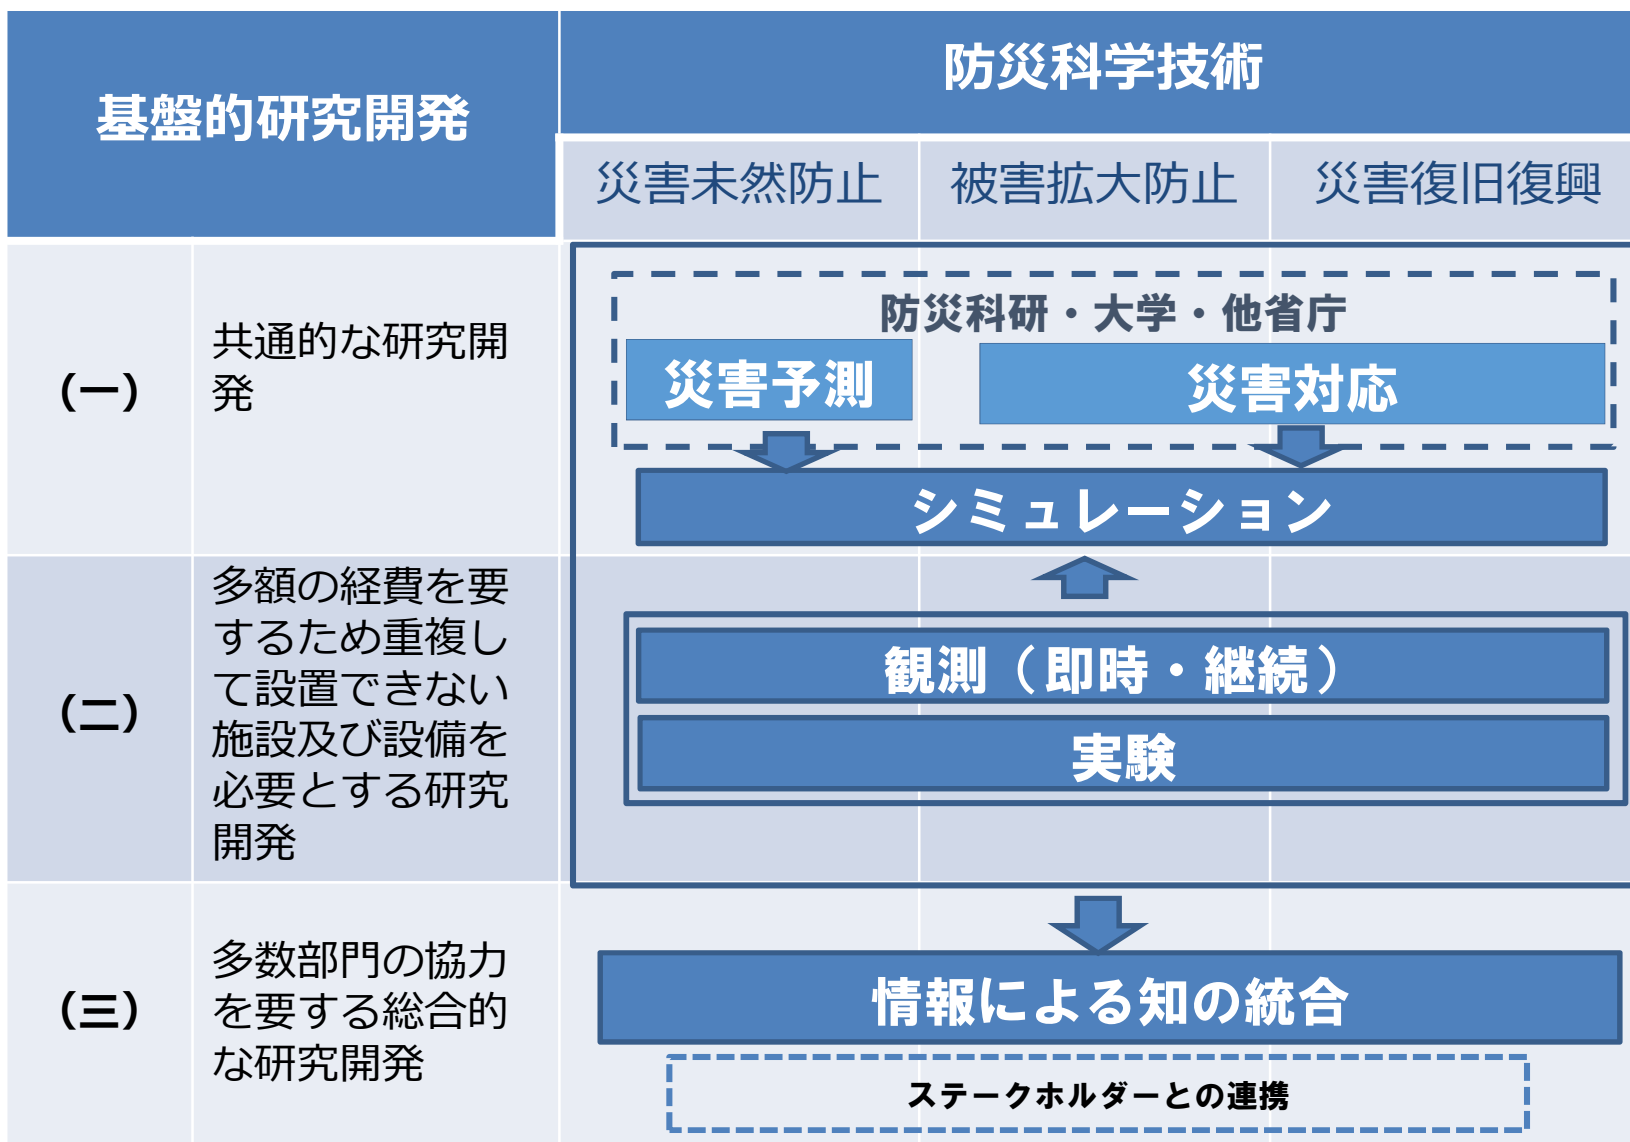 基盤的研究開発
防災科学技術
災害未然防止
被害拡大防止
災害復旧復興
(一)
共通的な研究開
発
防災科研・大学・他省庁
災害予測
災害対応
シミュレーション
(二)
多額の経費を要
するため重複し
て設置できない
施設及び設備を
必要とする研究
開発
観測（即時・継続）
実験
(三)
多数部門の協力
を要する総合的
な研究開発
情報による知の統合
ステークホルダーとの連携